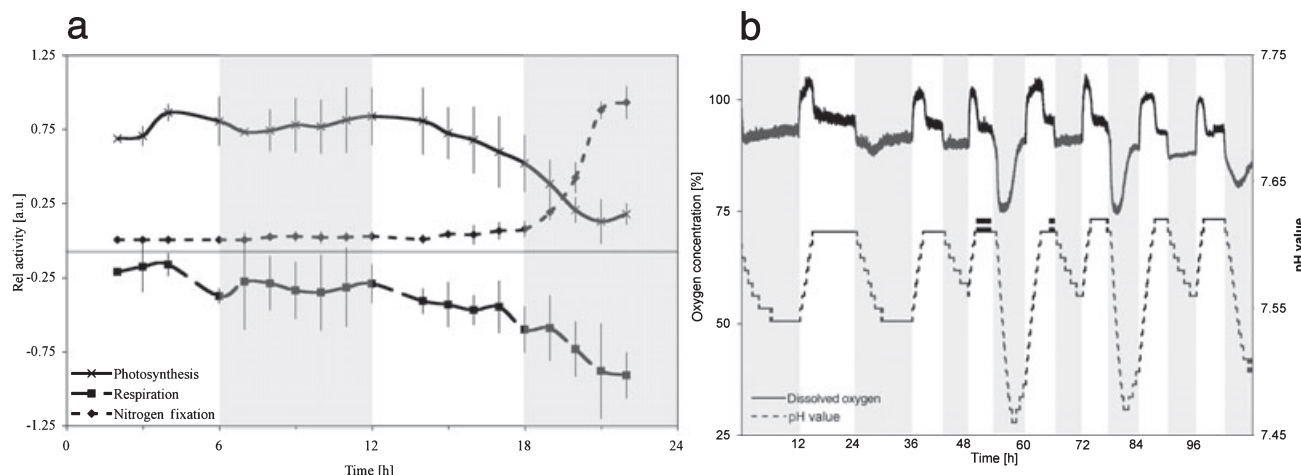 a
1.25
0.75
0.25
-0.25
-0.75
-1.25
Rel activity [a.u.]
Photosynthesis
Respiration
Nitrogen fixation
0
6
12
18
24
Time [h]
b
100
75
50
25
Oxygen concentration [%]
7.75
7.65
7.55
7.45
pH value
Dissolved oxygen
pH value
12
24
36
48
60
72
84
96
Time [h]